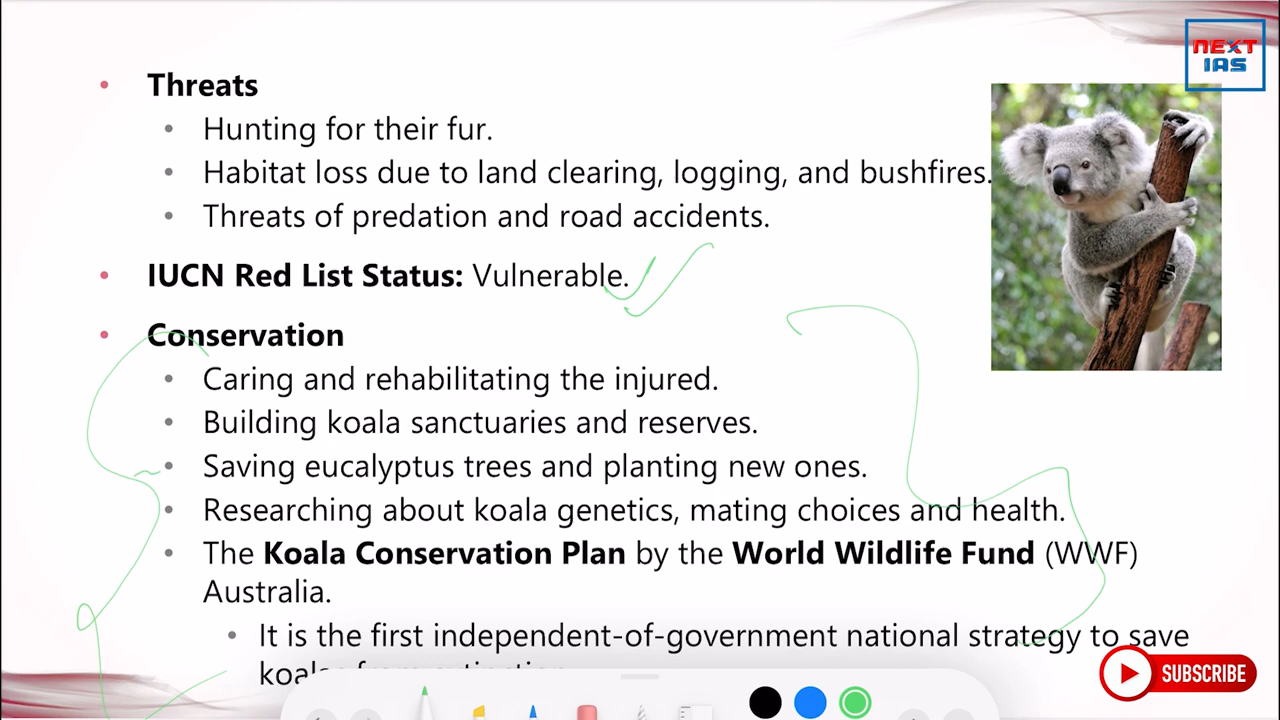 NEXT
IAS
Threats
Hunting for their fur.
Habitat loss due to land clearing, logging, and bushfires.
Threats of predation and road accidents.
IUCN Red List Status: Vulnerable.
Conservation
Caring and rehabilitating the injured.
Building koala sanctuaries and reserves.
Saving eucalyptus trees and planting new ones.
Researching about koala genetics, mating choices and health.
The Koala Conservation Plan by the World Wildlife Fund (WWF)
Australia.
It is the first independent-of-government national strategy to save
SUBSCRIBE